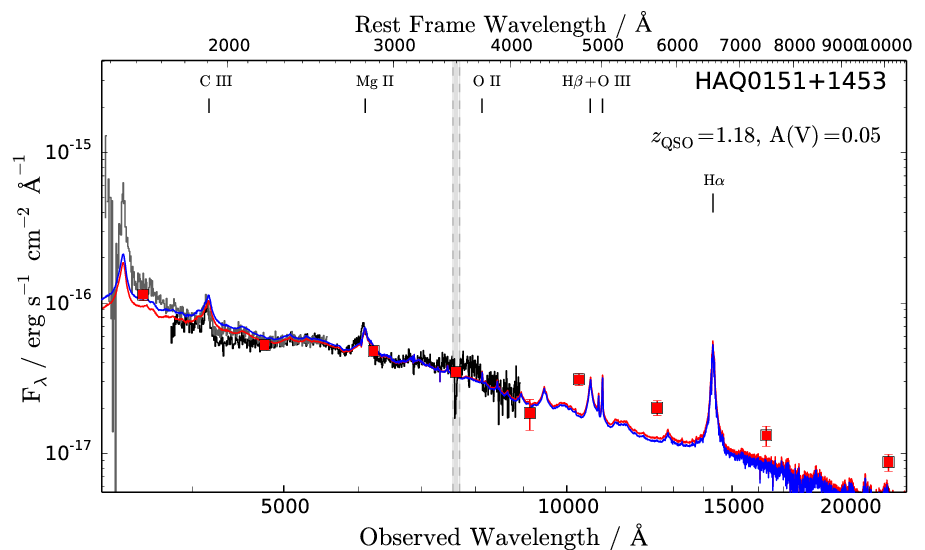 Rest Frame Wavelength / Å
2000 3000 4000 5000 6000 7000 8000 9000 10000
C III Mg II O II Hβ+O III HAQ0151+1453
z_QSO=1.18, A(V)=0.05
Hα
10^-15
10^-16
10^-17
F_λ / erg s^-1 cm^-2 Å^-1
5000 10000 15000 20000
Observed Wavelength / Å